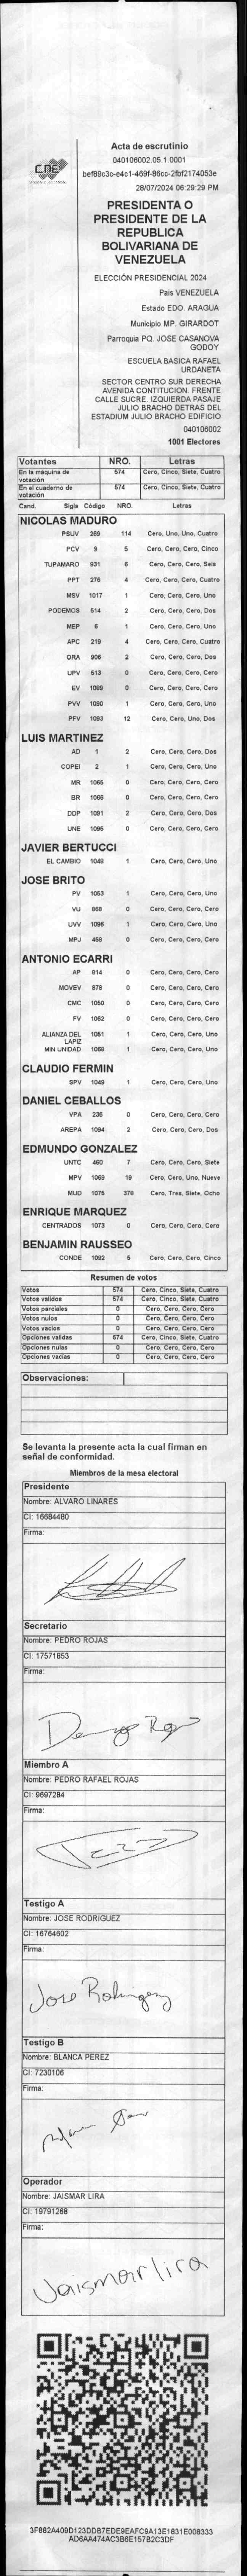 CNE
Acta de escrutinio
040106002.05.1.0001
bef89c3c-e4c1-469f-86cc-2fbf2174053e
28/07/2024 06:29:29 PM
PRESIDENTA O
PRESIDENTE DE LA
REPUBLICA
BOLIVARIANA DE
VENEZUELA
ELECCIÓN PRESIDENCIAL 2024
Pais VENEZUELA
Estado EDO. ARAGUA
Municipio MP. GIRARDOT
Parroquia PQ. JOSE CASANOVA
GODOY
ESCUELA BASICA RAFAEL
URDANETA
SECTOR CENTRO SUR DERECHA
AVENIDA CONTITUCION. FRENTE
CALLE SUCRE. IZQUIERDA PASAJE
JULIO BRACHO DETRAS DEL
ESTADIUM JULIO BRACHO EDIFICIO
040106002
1001 Electores
Votantes NRO. Letras
En la máquina de votación 574 Cero, Cinco, Siete, Cuatro
En el cuaderno de votación 574 Cero, Cinco, Siete, Cuatro
Cand. Sigla Código NRO. Letras
NICOLAS MADURO
PSUV 269 114 Cero, Uno, Uno, Cuatro
PCV 9 5 Cero, Cero, Cero, Cinco
TUPAMARO 931 6 Cero, Cero, Cero, Seis
PPT 276 4 Cero, Cero, Cero, Cuatro
MSV 1017 1 Cero, Cero, Cero, Uno
PODEMOS 514 2 Cero, Cero, Cero, Dos
MEP 6 1 Cero, Cero, Cero, Uno
APC 219 4 Cero, Cero, Cero, Cuatro
ORA 906 2 Cero, Cero, Cero, Dos
UPV 513 0 Cero, Cero, Cero, Cero
EV 1089 0 Cero, Cero, Cero, Cero
PVV 1090 1 Cero, Cero, Cero, Uno
PFV 1093 12 Cero, Cero, Uno, Dos
LUIS MARTINEZ
AD 1 2 Cero, Cero, Cero, Dos
COPEI 2 1 Cero, Cero, Cero, Uno
MR 1065 0 Cero, Cero, Cero, Cero
BR 1066 0 Cero, Cero, Cero, Cero
DDP 1091 2 Cero, Cero, Cero, Dos
UNE 1095 0 Cero, Cero, Cero, Cero
JAVIER BERTUCCI
EL CAMBIO 1048 1 Cero, Cero, Cero, Uno
JOSE BRITO
PV 1053 1 Cero, Cero, Cero, Uno
VU 868 0 Cero, Cero, Cero, Cero
UVV 1096 1 Cero, Cero, Cero, Uno
MPJ 458 0 Cero, Cero, Cero, Cero
ANTONIO ECARRI
AP 814 0 Cero, Cero, Cero, Cero
MOVEV 878 0 Cero, Cero, Cero, Cero
CMC 1050 0 Cero, Cero, Cero, Cero
FV 1062 0 Cero, Cero, Cero, Cero
ALIANZA DEL LAPIZ 1051 1 Cero, Cero, Cero, Uno
MIN UNIDAD 1068 1 Cero, Cero, Cero, Uno
CLAUDIO FERMIN
SPV 1049 1 Cero, Cero, Cero, Uno
DANIEL CEBALLOS
VPA 236 0 Cero, Cero, Cero, Cero
AREPA 1094 2 Cero, Cero, Cero, Dos
EDMUNDO GONZALEZ
UNTC 460 7 Cero, Cero, Cero, Siete
MPV 1069 19 Cero, Cero, Uno, Nueve
MUD 1075 378 Cero, Tres, Siete, Ocho
ENRIQUE MARQUEZ
CENTRADOS 1073 0 Cero, Cero, Cero, Cero
BENJAMIN RAUSSEO
CONDE 1092 5 Cero, Cero, Cero, Cinco
Resumen de votos
Votos 574 Cero, Cinco, Siete, Cuatro
Votos validos 574 Cero, Cinco, Siete, Cuatro
Votos parciales 0 Cero, Cero, Cero, Cero
Votos nulos 0 Cero, Cero, Cero, Cero
Votos vacios 0 Cero, Cero, Cero, Cero
Opciones validas 574 Cero, Cinco, Siete, Cuatro
Opciones nulas 0 Cero, Cero, Cero, Cero
Opciones vacias 0 Cero, Cero, Cero, Cero
Observaciones:
Se levanta la presente acta la cual firman en
señal de conformidad.
Miembros de la mesa electoral
Presidente
Nombre: ALVARO LINARES
CI: 16684480
Firma:
Secretario
Nombre: PEDRO ROJAS
CI: 17571853
Firma:
Miembro A
Nombre: PEDRO RAFAEL ROJAS
CI: 9697284
Firma:
Testigo A
Nombre: JOSE RODRIGUEZ
CI: 16764602
Firma:
Jose Rodriguez
Testigo B
Nombre: BLANCA PEREZ
CI: 7230106
Firma:
Operador
Nombre: JAISMAR LIRA
CI: 19791268
Firma:
Jaismar lira
3F882A409D123DDB7EDE9EAFC9A13E1831E008333
AD6AA474AC3B6E157B2C3DF